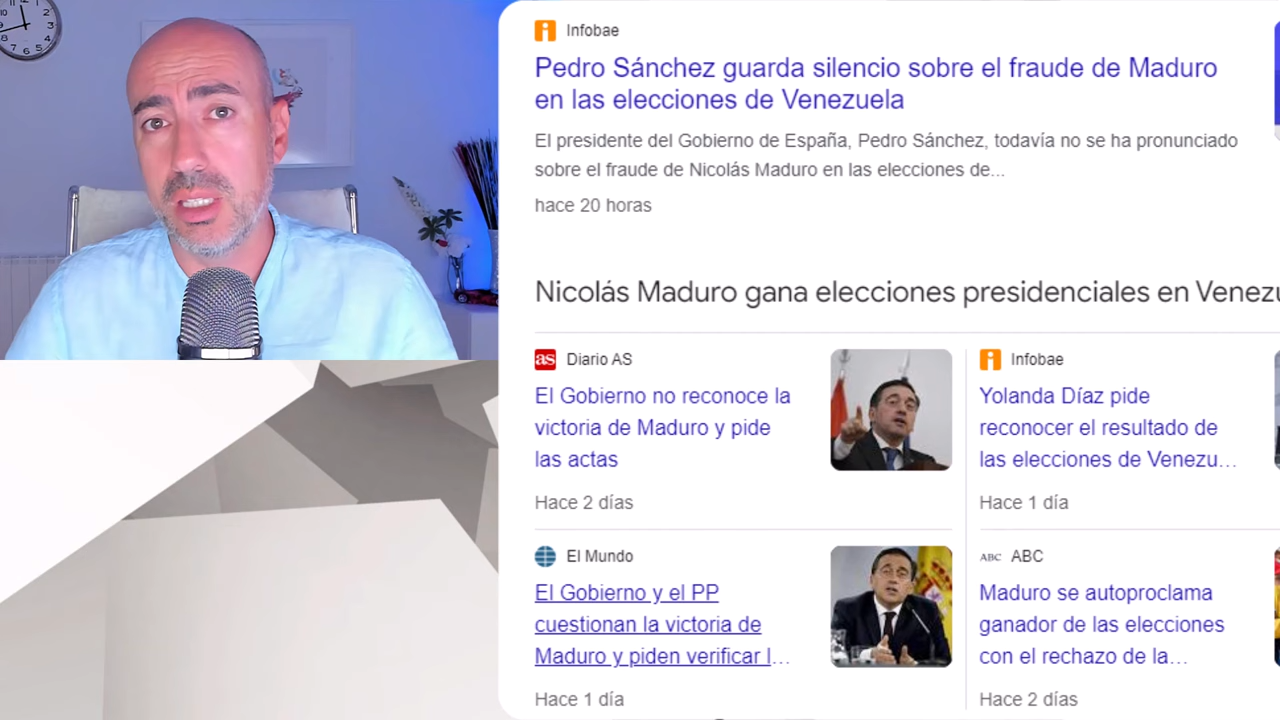 Infobae
Pedro Sánchez guarda silencio sobre el fraude de Maduro
en las elecciones de Venezuela
El presidente del Gobierno de España, Pedro Sánchez, todavía no se ha pronunciado
sobre el fraude de Nicolás Maduro en las elecciones de...
hace 20 horas
Nicolás Maduro gana elecciones presidenciales en Venezu
as Diario AS
El Gobierno no reconoce la
victoria de Maduro y pide
las actas
Hace 2 días
Infobae
Yolanda Díaz pide
reconocer el resultado de
las elecciones de Venezu...
Hace 1 día
El Mundo
El Gobierno y el PP
cuestionan la victoria de
Maduro y piden verificar l...
Hace 1 día
ABC ABC
Maduro se autoproclama
ganador de las elecciones
con el rechazo de la...
Hace 2 días